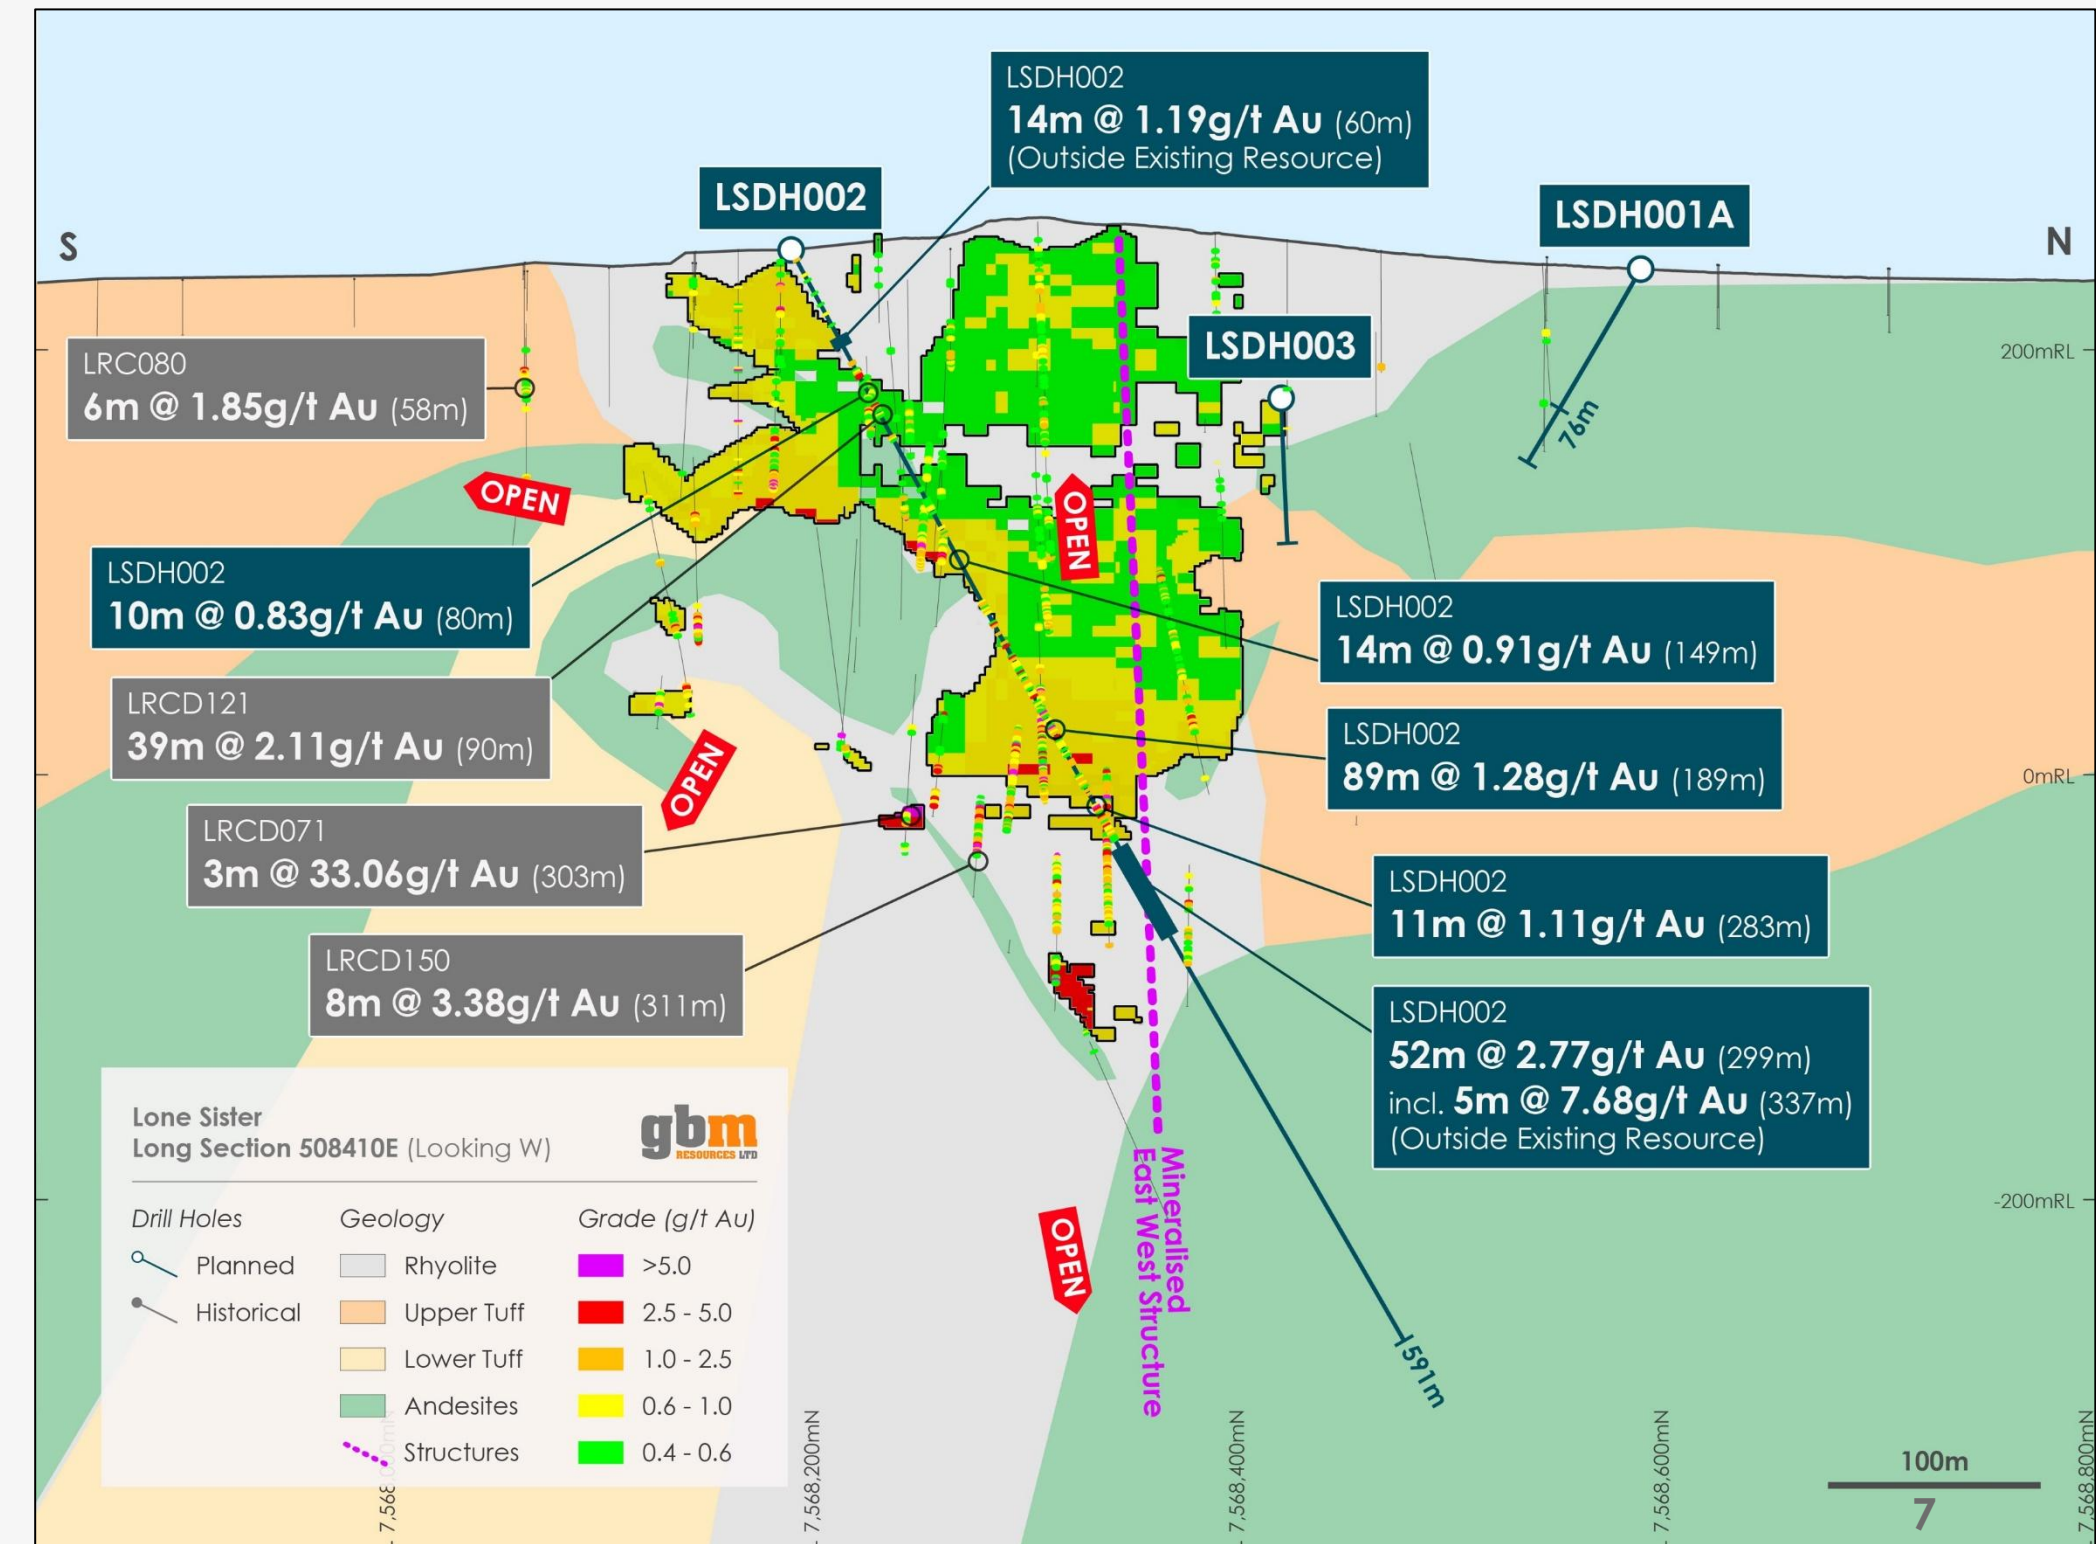 LSDH002
14m @ 1.19g/t Au (60m)
(Outside Existing Resource)
LSDH002
LSDH001A
S
N
LSDH003
200mRL
76m
LRC080
6m @ 1.85g/t Au (58m)
OPEN
OPEN
LSDH002
10m @ 0.83g/t Au (80m)
LSDH002
14m @ 0.91g/t Au (149m)
LRCD121
39m @ 2.11g/t Au (90m)
LSDH002
89m @ 1.28g/t Au (189m)
0mRL
OPEN
LRCD071
3m @ 33.06g/t Au (303m)
LSDH002
11m @ 1.11g/t Au (283m)
LRCD150
8m @ 3.38g/t Au (311m)
LSDH002
52m @ 2.77g/t Au (299m)
incl. 5m @ 7.68g/t Au (337m)
(Outside Existing Resource)
Mineralised
East West Structure
-200mRL
OPEN
591m
Lone Sister
Long Section 508410E (Looking W)
gbm
RESOURCES LTD
Drill Holes
Planned
Historical
Geology
Rhyolite
Upper Tuff
Lower Tuff
Andesites
Structures
Grade (g/t Au)
>5.0
2.5 - 5.0
1.0 - 2.5
0.6 - 1.0
0.4 - 0.6
7,568,000mN
7,568,200mN
7,568,400mN
7,568,600mN
7,568,800mN
100m
7